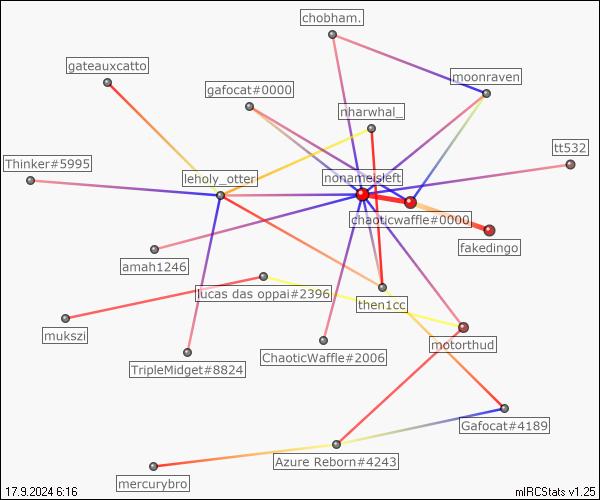 chobham.
gateauxcatto
moonraven
gafocat#0000
nharwhal_
tt532
Thinker#5995
leholy_otter
nonameisleft
chaoticwaffle#0000
fakedingo
amah1246
lucas das oppai#2396
then1cc
mukszi
motorthud
ChaoticWaffle#2006
TripleMidget#8824
Gafocat#4189
Azure Reborn#4243
mercurybro
17.9.2024 6:16
mIRCStats v1.25